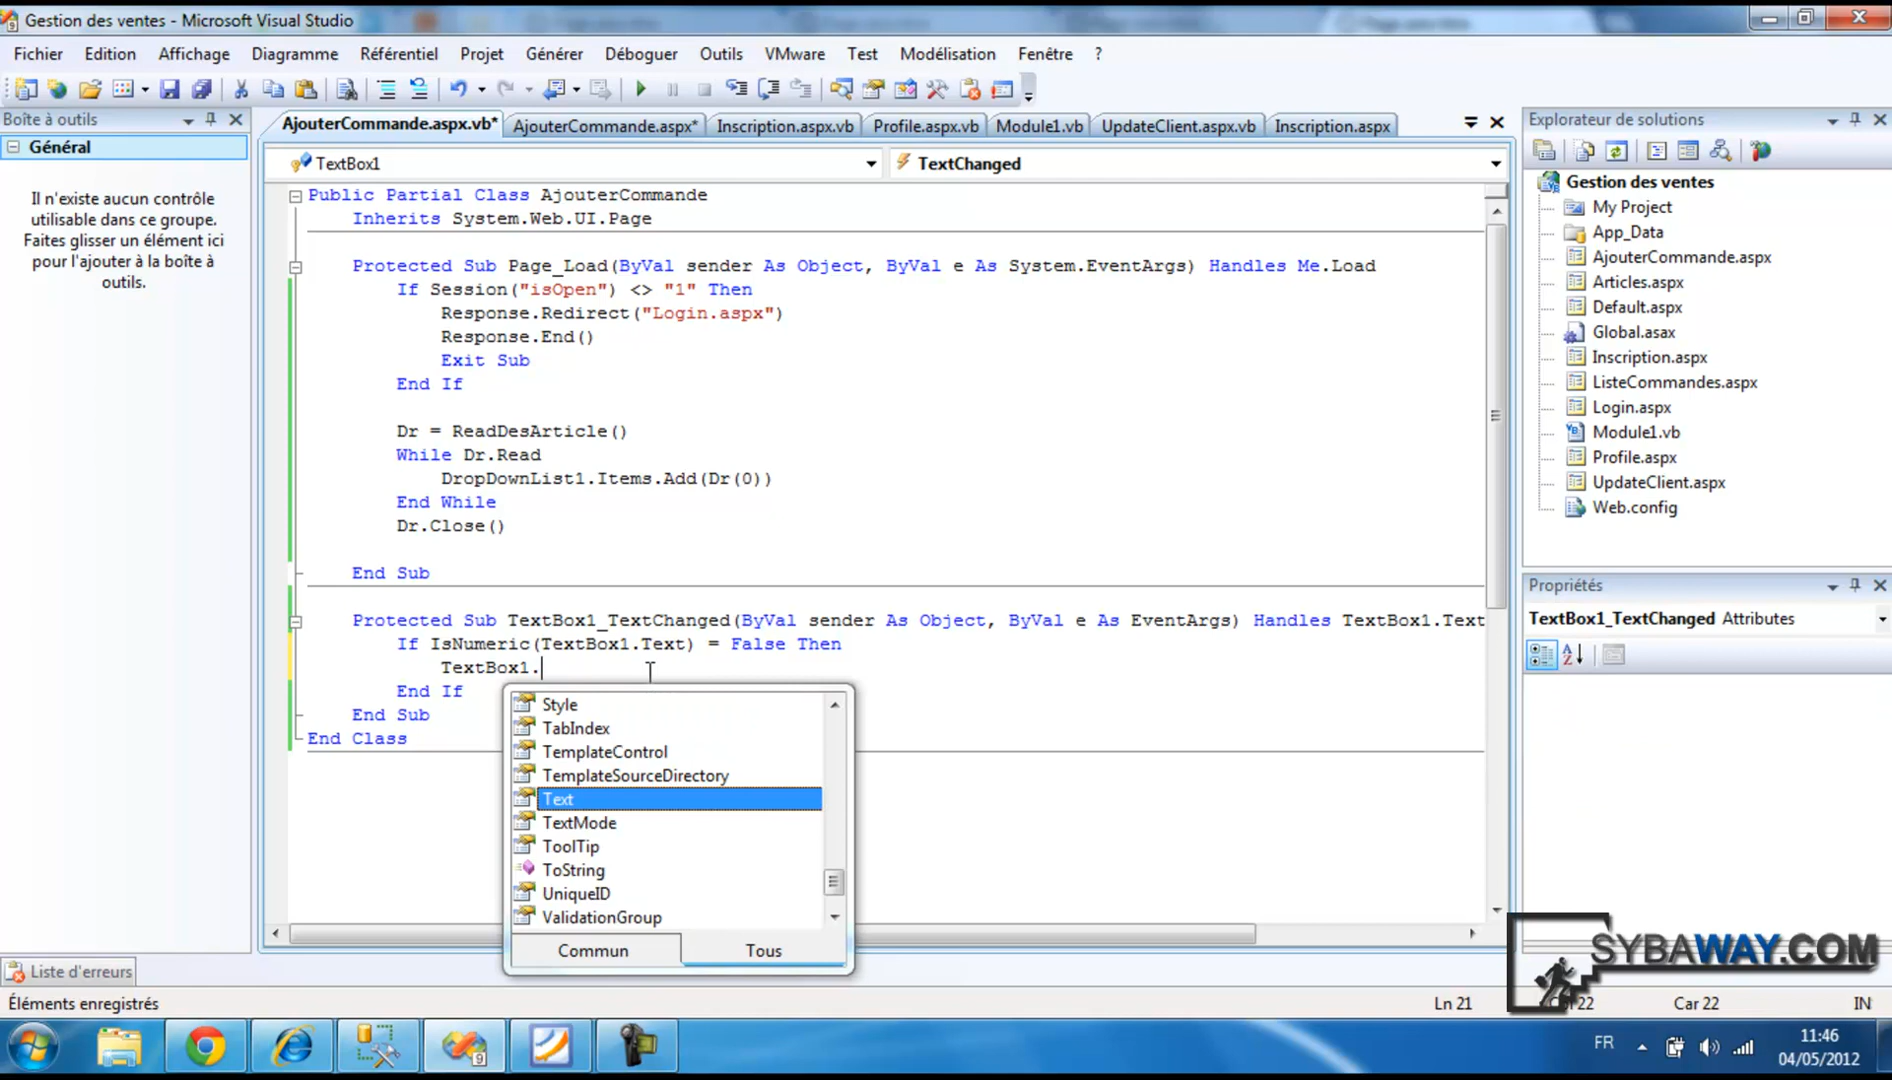 Gestion des ventes - Microsoft Visual Studio
Fichier Edition Affichage Diagramme Référentiel Projet Générer Déboguer Outils VMware Test Modélisation Fenêtre ?
Boîte à outils
Général
Il n'existe aucun contrôle
utilisable dans ce groupe.
Faites glisser un élément ici
pour l'ajouter à la boîte à
outils.
AjouterCommande.aspx.vb* AjouterCommande.aspx* Inscription.aspx.vb Profile.aspx.vb Module1.vb UpdateClient.aspx.vb Inscription.aspx
TextBox1 TextChanged
Public Partial Class AjouterCommande
Inherits System.Web.UI.Page
Protected Sub Page_Load(ByVal sender As Object, ByVal e As System.EventArgs) Handles Me.Load
If Session("isOpen") <> "1" Then
Response.Redirect("Login.aspx")
Response.End()
Exit Sub
End If
Dr = ReadDesArticle()
While Dr.Read
DropDownList1.Items.Add(Dr(0))
End While
Dr.Close()
End Sub
Protected Sub TextBox1_TextChanged(ByVal sender As Object, ByVal e As EventArgs) Handles TextBox1.Text
If IsNumeric(TextBox1.Text) = False Then
TextBox1.
End If
End Sub
End Class
Style
TabIndex
TemplateControl
TemplateSourceDirectory
Text
TextMode
ToolTip
ToString
UniqueID
ValidationGroup
Commun Tous
Explorateur de solutions
Gestion des ventes
My Project
App_Data
AjouterCommande.aspx
Articles.aspx
Default.aspx
Global.asax
Inscription.aspx
ListeCommandes.aspx
Login.aspx
Module1.vb
Profile.aspx
UpdateClient.aspx
Web.config
Propriétés
TextBox1_TextChanged Attributes
SYBAWAY.COM
Liste d'erreurs
Éléments enregistrés Ln 21 Col 22 Car 22 IN
FR 11:46
04/05/2012